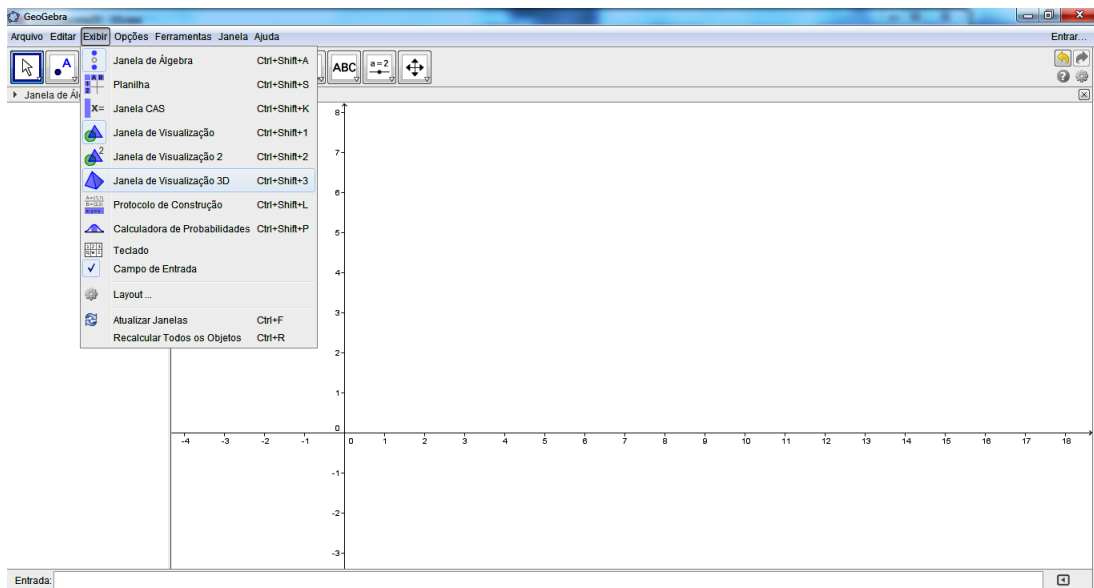 GeoGebra
Arquivo Editar Exibir Opções Ferramentas Janela Ajuda Entrar...
ABC a=2
Janela de Ál
Janela de Álgebra Ctrl+Shift+A
Planilha Ctrl+Shift+S
Janela CAS Ctrl+Shift+K
Janela de Visualização Ctrl+Shift+1
Janela de Visualização 2 Ctrl+Shift+2
Janela de Visualização 3D Ctrl+Shift+3
Protocolo de Construção Ctrl+Shift+L
Calculadora de Probabilidades Ctrl+Shift+P
Teclado
Campo de Entrada
Layout ...
Atualizar Janelas Ctrl+F
Recalcular Todos os Objetos Ctrl+R
8
7
6
5
4
3
2
1
0
-4 -3 -2 -1 0 1 2 3 4 5 6 7 8 9 10 11 12 13 14 15 16 17 18
-1
-2
-3
Entrada: